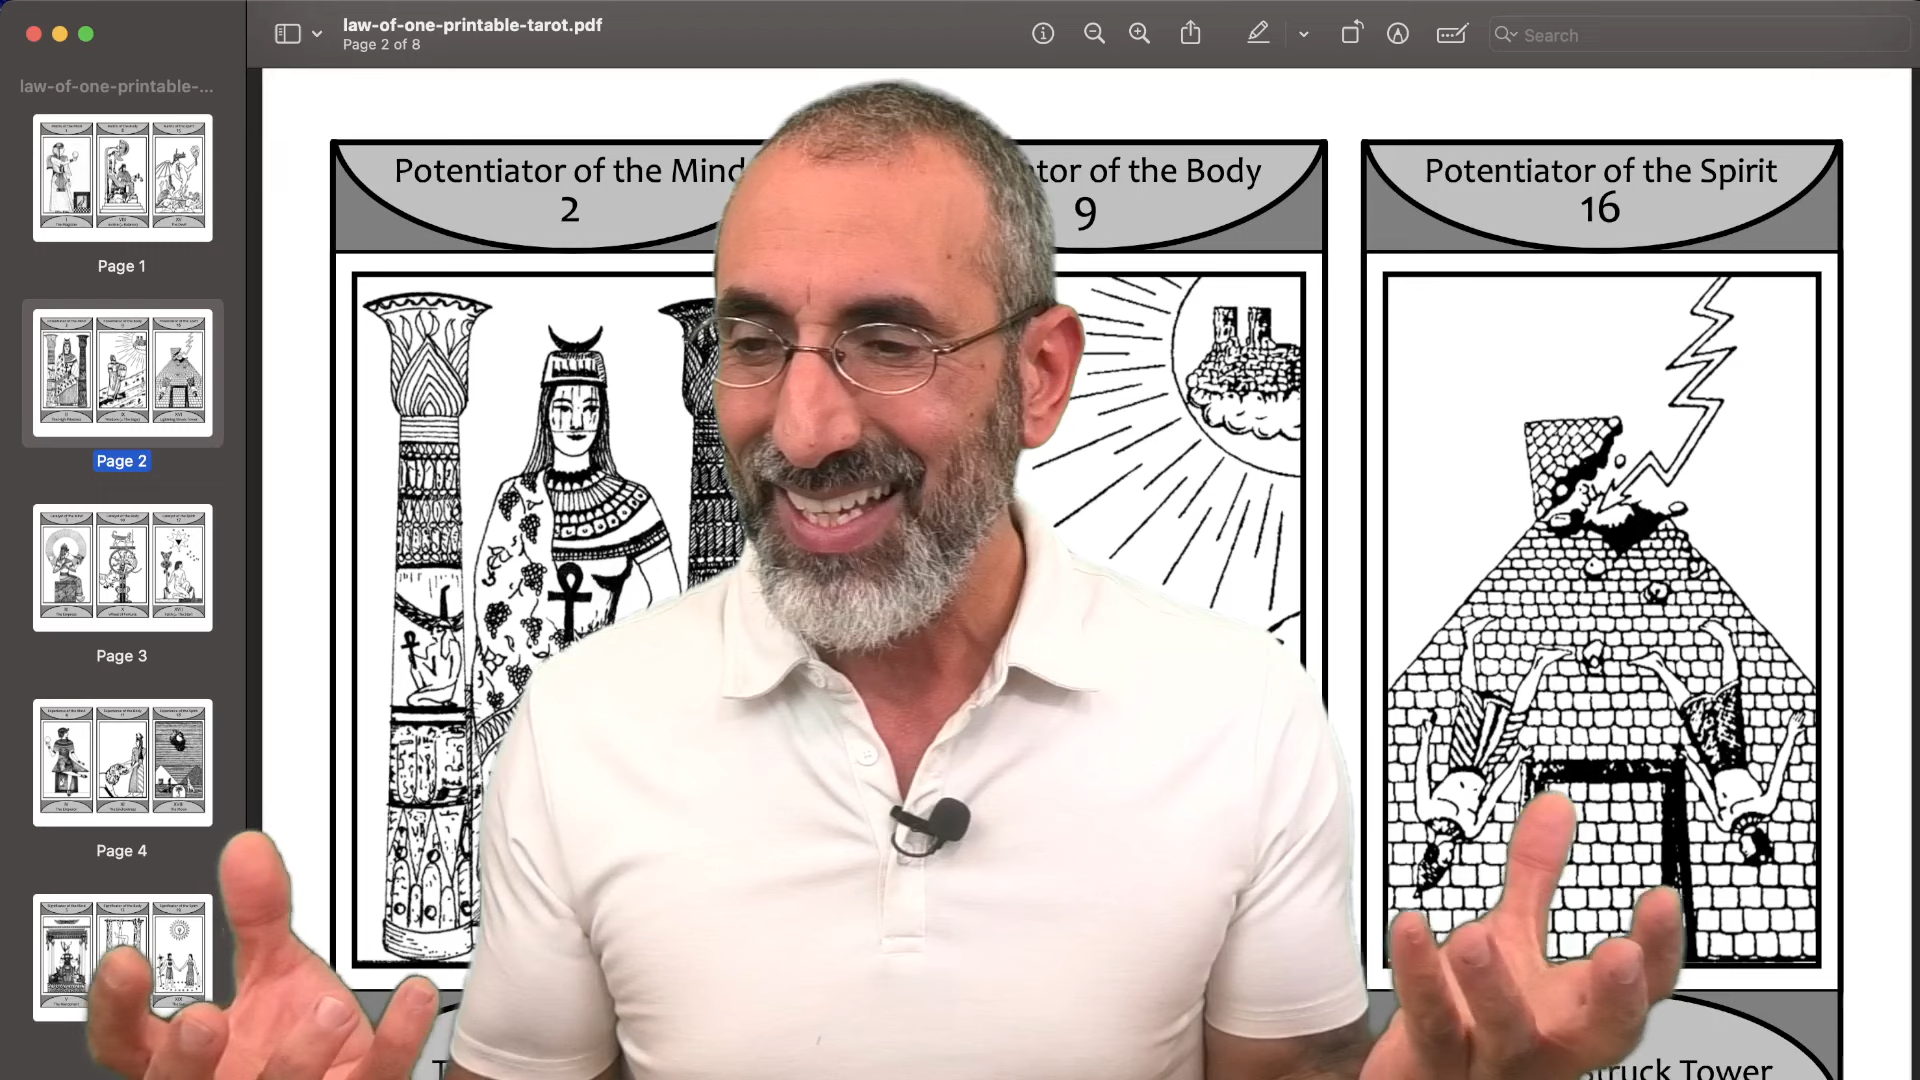 law-of-one-printable-tarot.pdf
Page 2 of 8
Search
law-of-one-printable-...
Page 1
Page 2
Page 3
Page 4
Potentiator of the Mind
2
tor of the Body
9
Potentiator of the Spirit
16
T
truck Tower